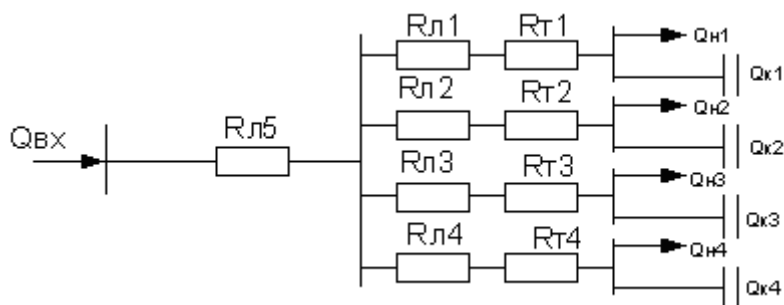 Rл1 Rт1 Qн1
Qк1
Rл2 Rт2 Qн2
Qвх Rл5 Qк2
Rл3 Rт3 Qн3
Qк3
Rл4 Rт4 Qн4
Qк4